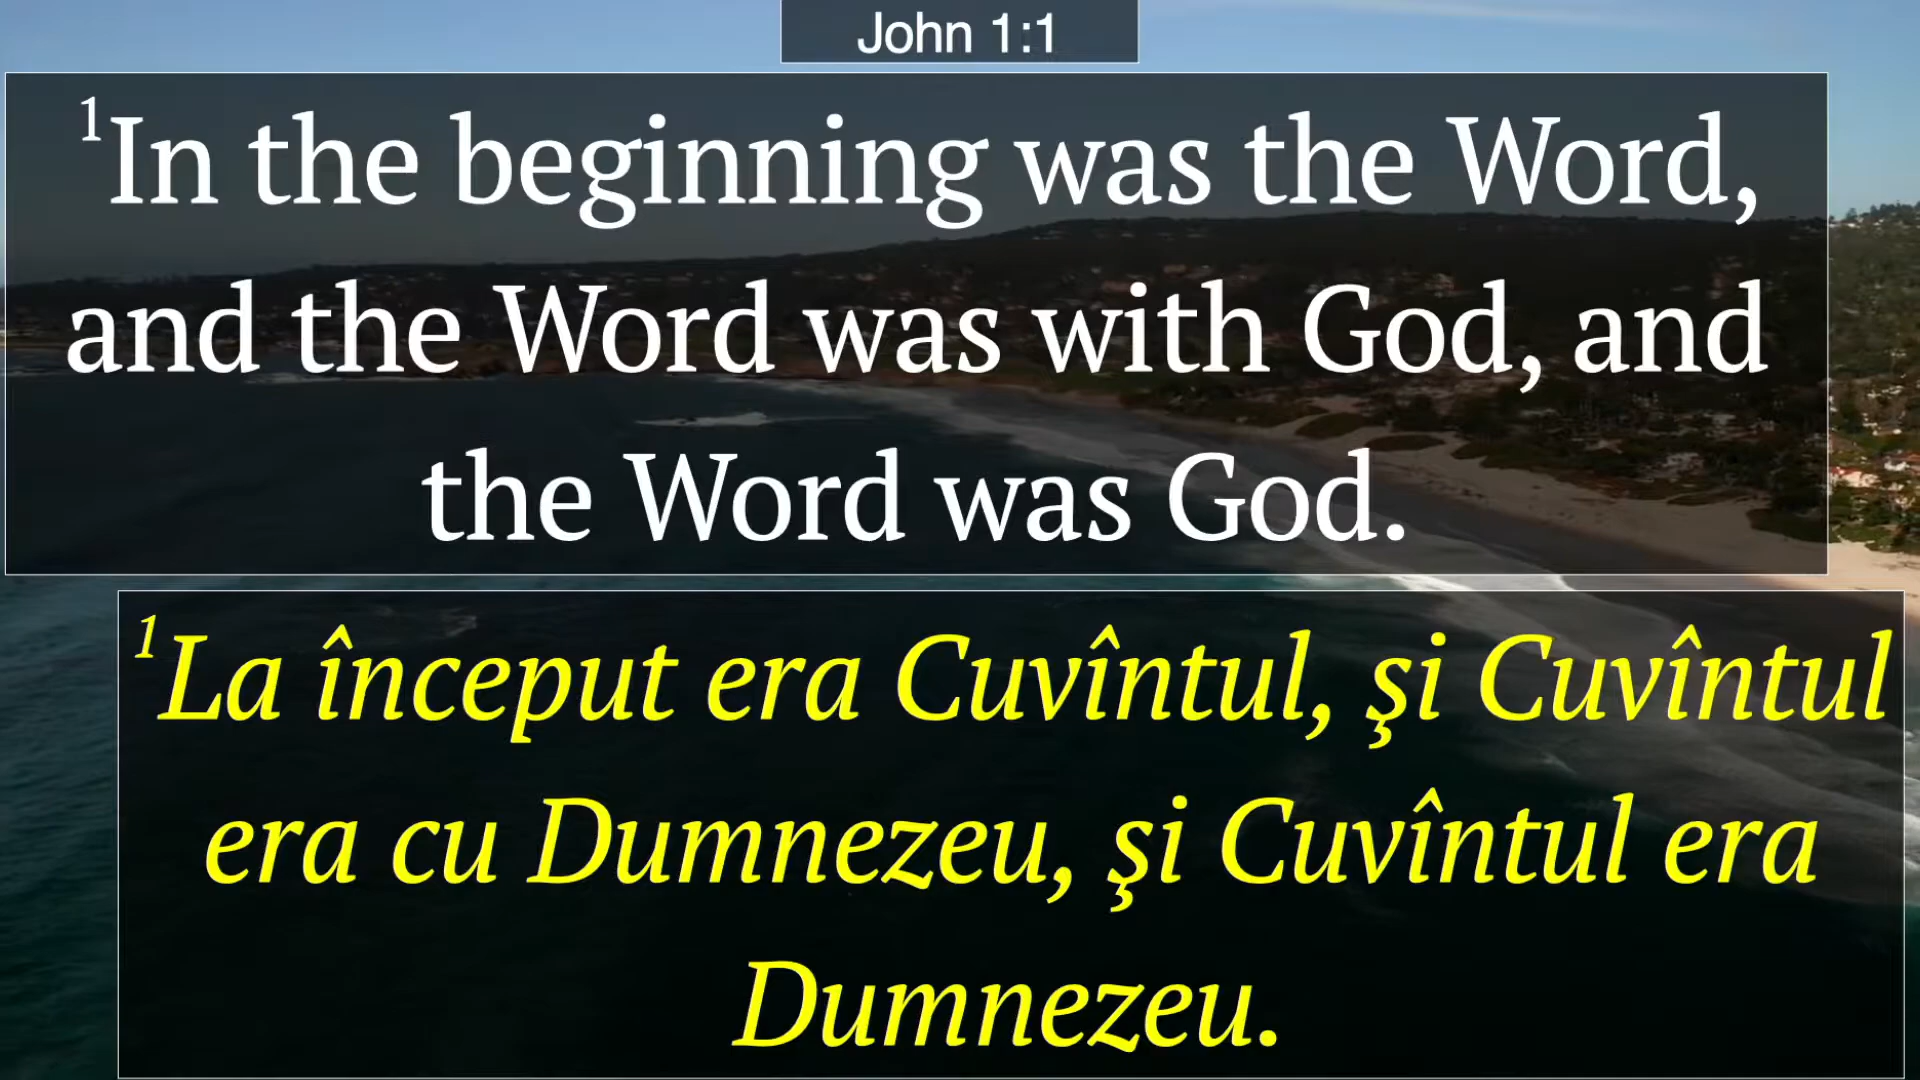 John 1:1
¹In the beginning was the Word,
and the Word was with God, and
the Word was God.
¹La început era Cuvîntul, şi Cuvîntul
era cu Dumnezeu, şi Cuvîntul era
Dumnezeu.